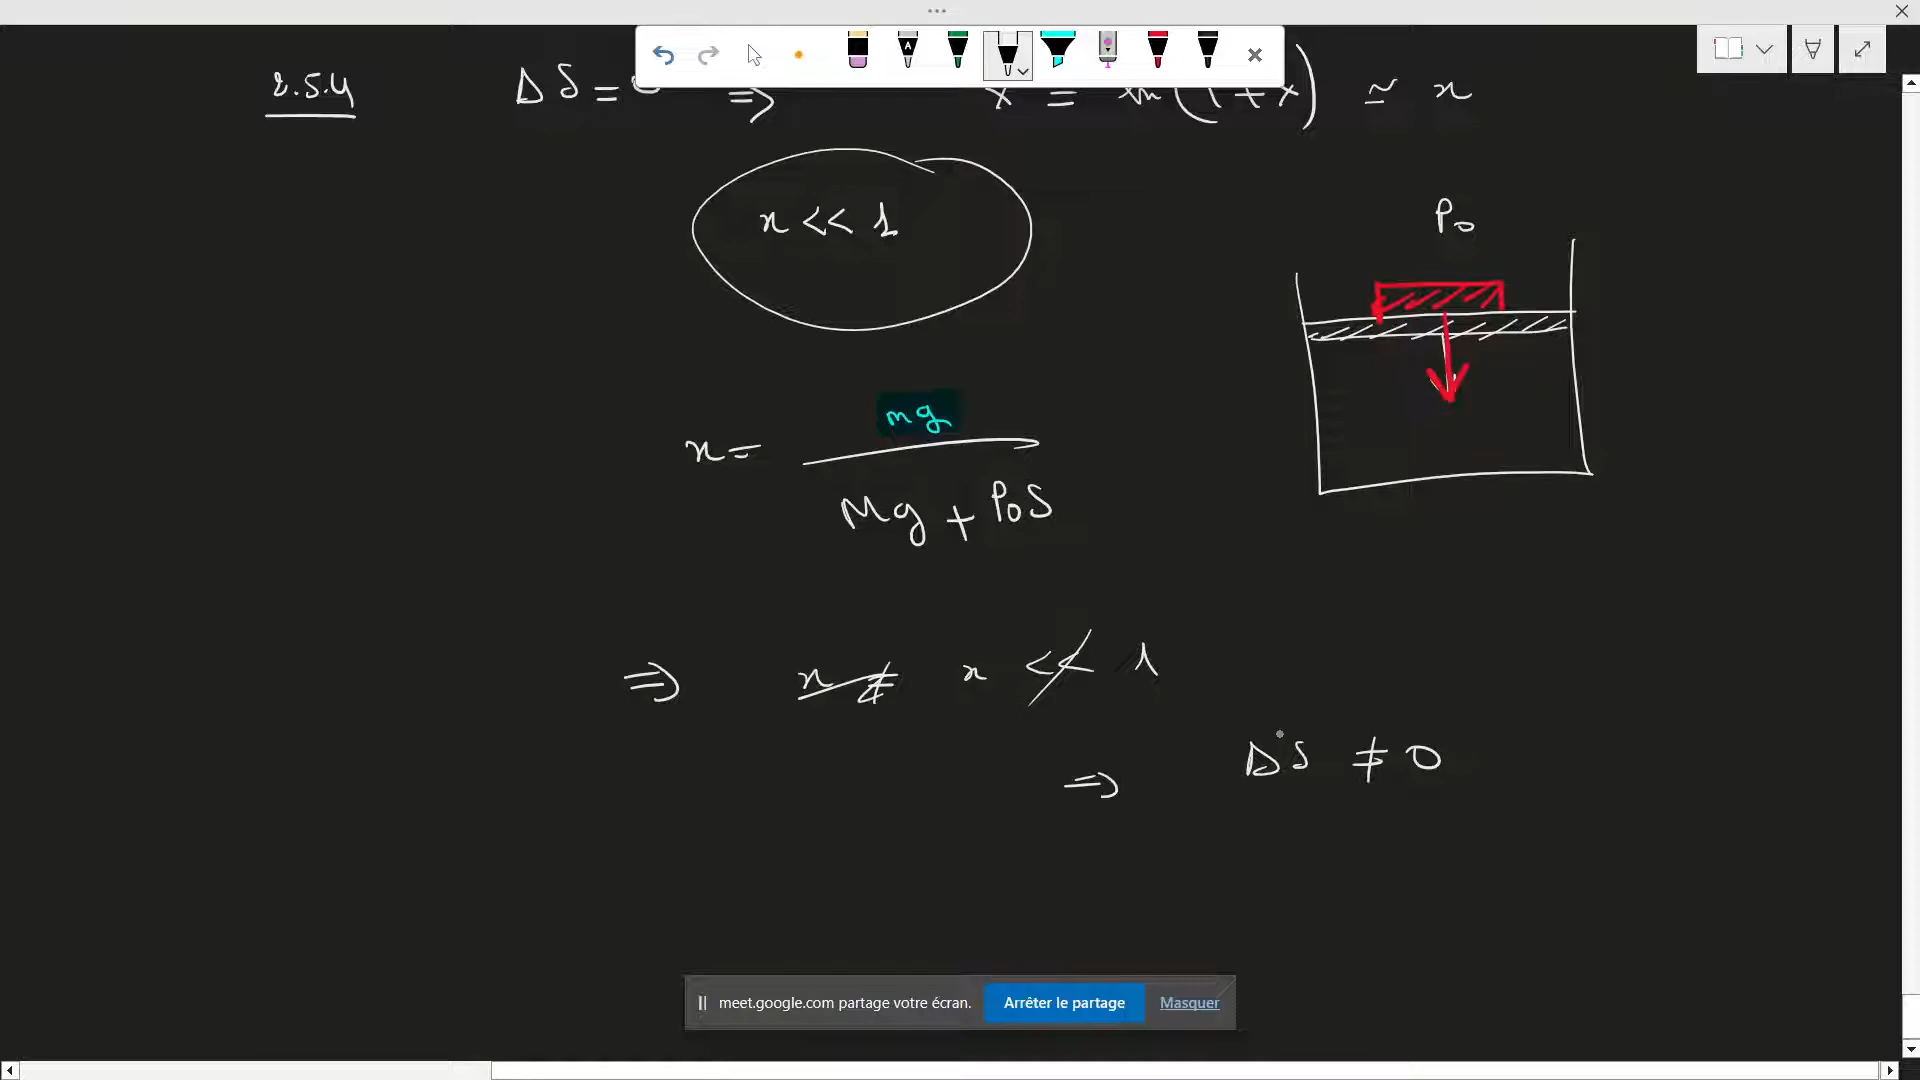 2.5.4 ΔS = ⇒ x = ln(1+x) ≃ x
x << 1
P₀
x = mg
Mg + P₀S
⇒ x ≠ x << 1
⇒ ΔS ≠ 0
meet.google.com partage votre écran. Arrêter le partage Masquer